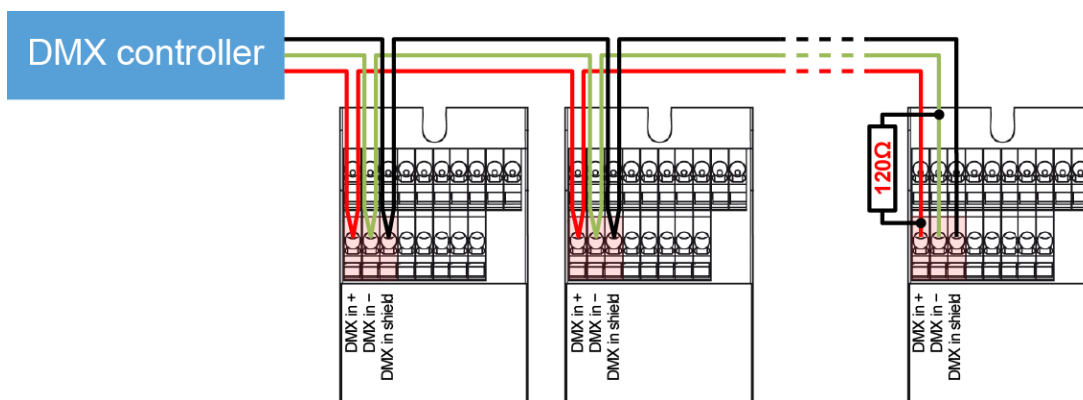 DMX controller
120Ω
DMX in +
DMX in –
DMX in shield
DMX in +
DMX in –
DMX in shield
DMX in +
DMX in –
DMX in shield